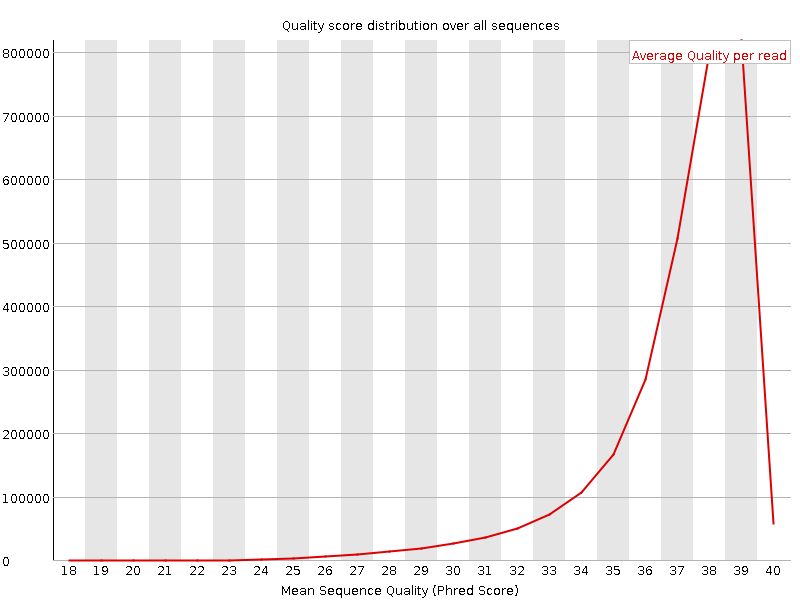 Quality score distribution over all sequences
Average Quality per read
800000
700000
600000
500000
400000
300000
200000
100000
0
18 19 20 21 22 23 24 25 26 27 28 29 30 31 32 33 34 35 36 37 38 39 40
Mean Sequence Quality (Phred Score)